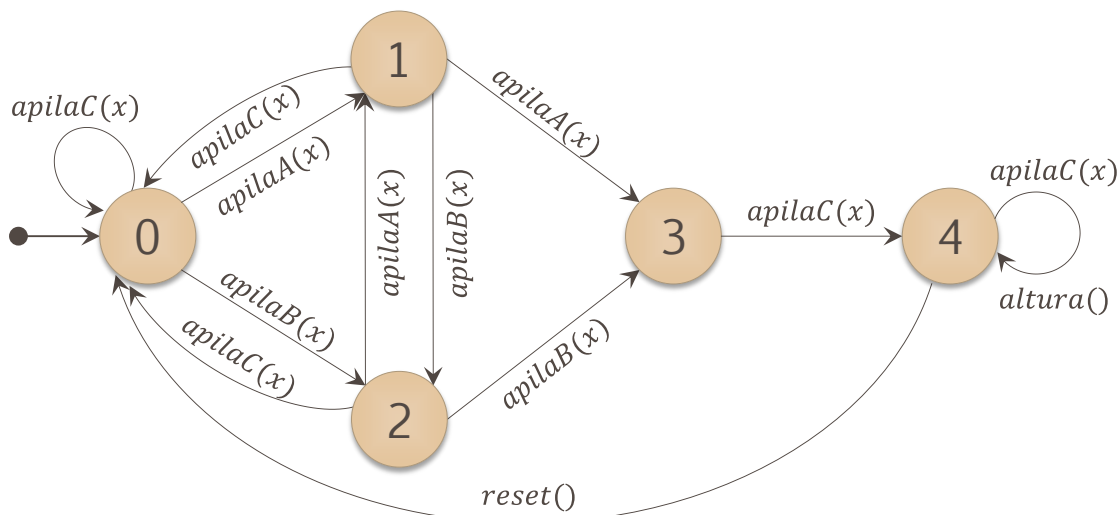 1
apilaC(x)
apilaA(x)
apilaC(x)
apilaA(x)
apilaC(x)
0
apilaA(x)
apilaB(x)
3
apilaC(x)
4
altura()
apilaB(x)
apilaC(x)
apilaB(x)
2
reset()